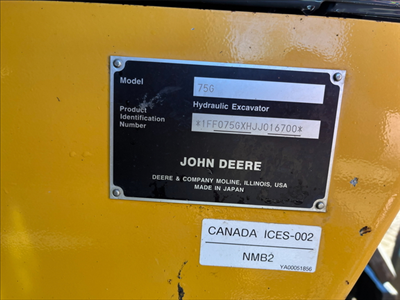 Model 75G
Hydraulic Excavator
Product
Identification
Number
*1FF075GXHJJ016700*
JOHN DEERE
DEERE & COMPANY MOLINE, ILLINOIS, USA
MADE IN JAPAN
CANADA ICES-002
NMB2
YA00051856